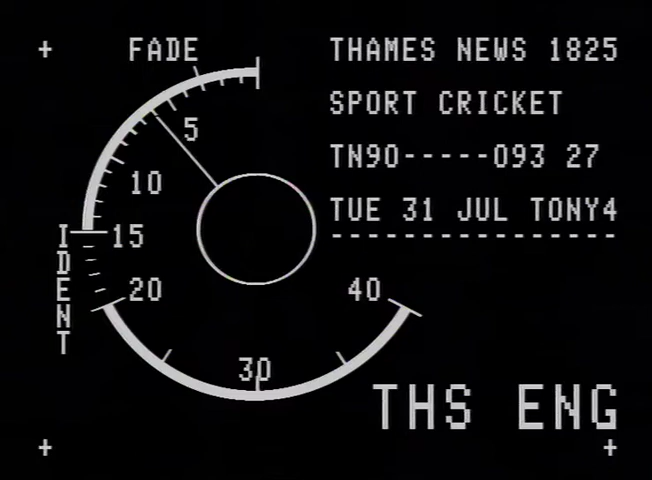 FADE
THAMES NEWS 1825
SPORT CRICKET
TN90-----093 27
TUE 31 JUL TONY4
----------------
5
10
15
20
30
40
IDENT
THS ENG